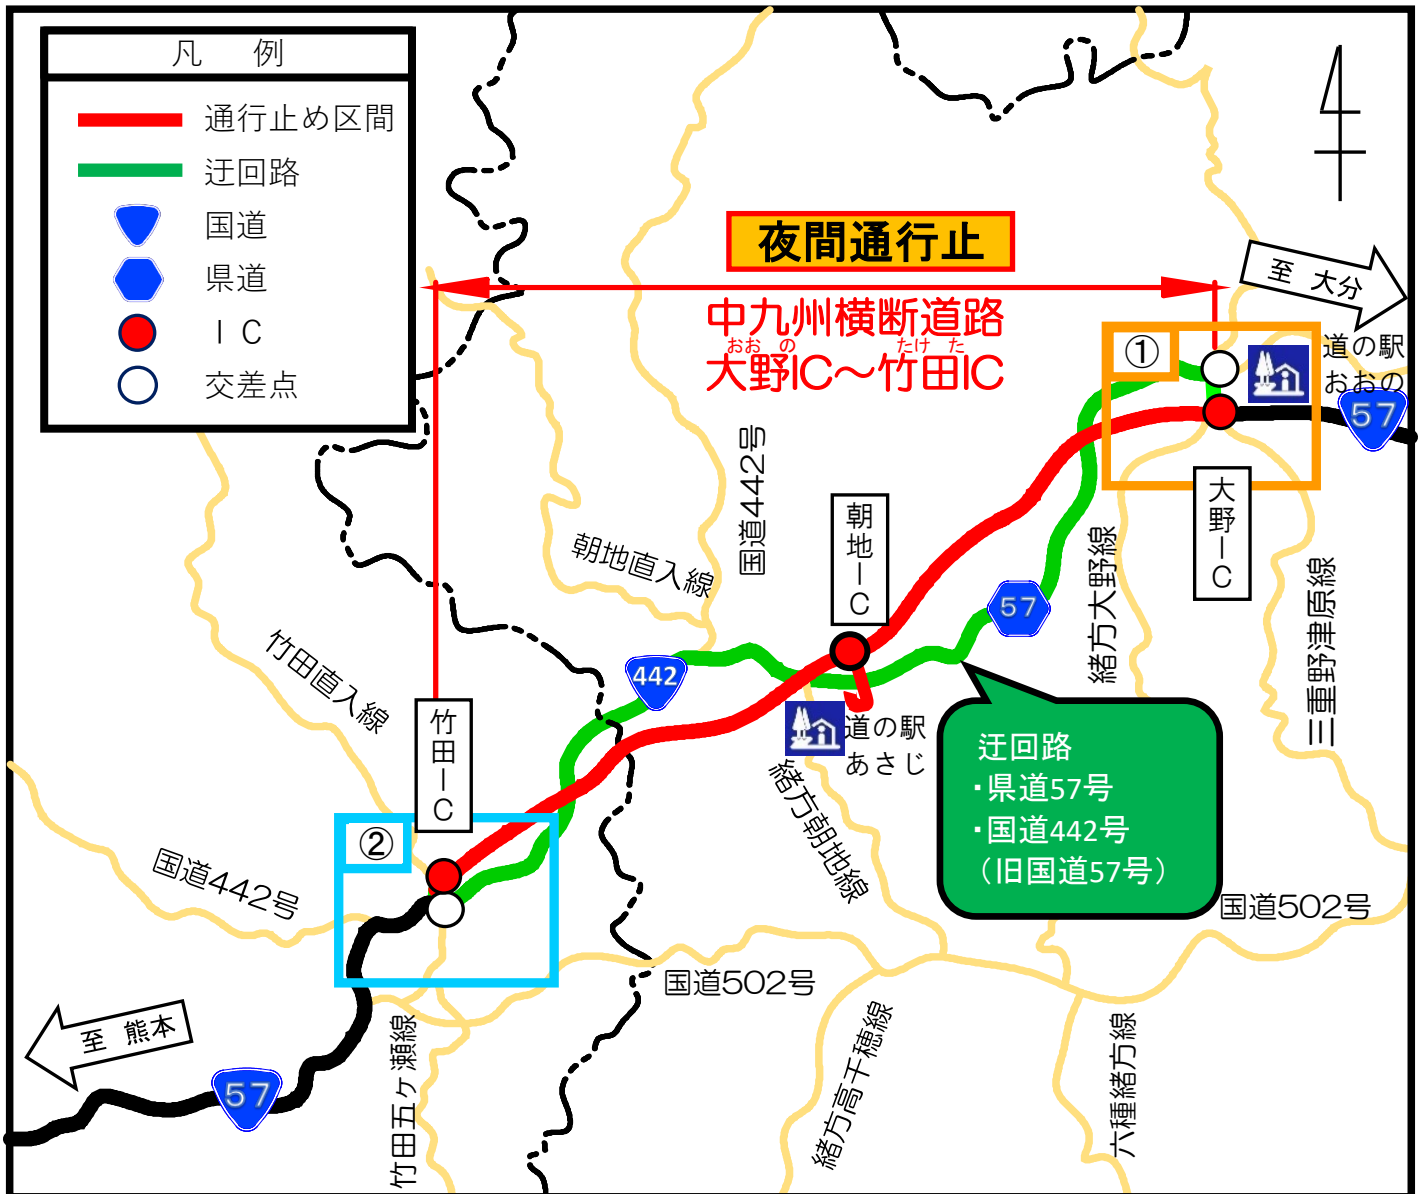 凡 例
通行止め区間
迂回路
国道
県道
IC
交差点
夜間通行止
中九州横断道路
おおの たけた
大野IC～竹田IC
至 大分
①
道の駅
おおの
57
大野IC
国道442号
朝地IC
朝地直入線
緒方大野線
57
三重野津原線
竹田直入線
442
竹田IC
道の駅
あさじ
迂回路
・県道57号
・国道442号
（旧国道57号）
緒方朝地線
②
国道442号
国道502号
国道502号
至 熊本
57
竹田五ヶ瀬線
緒方高千穂線
六種緒方線